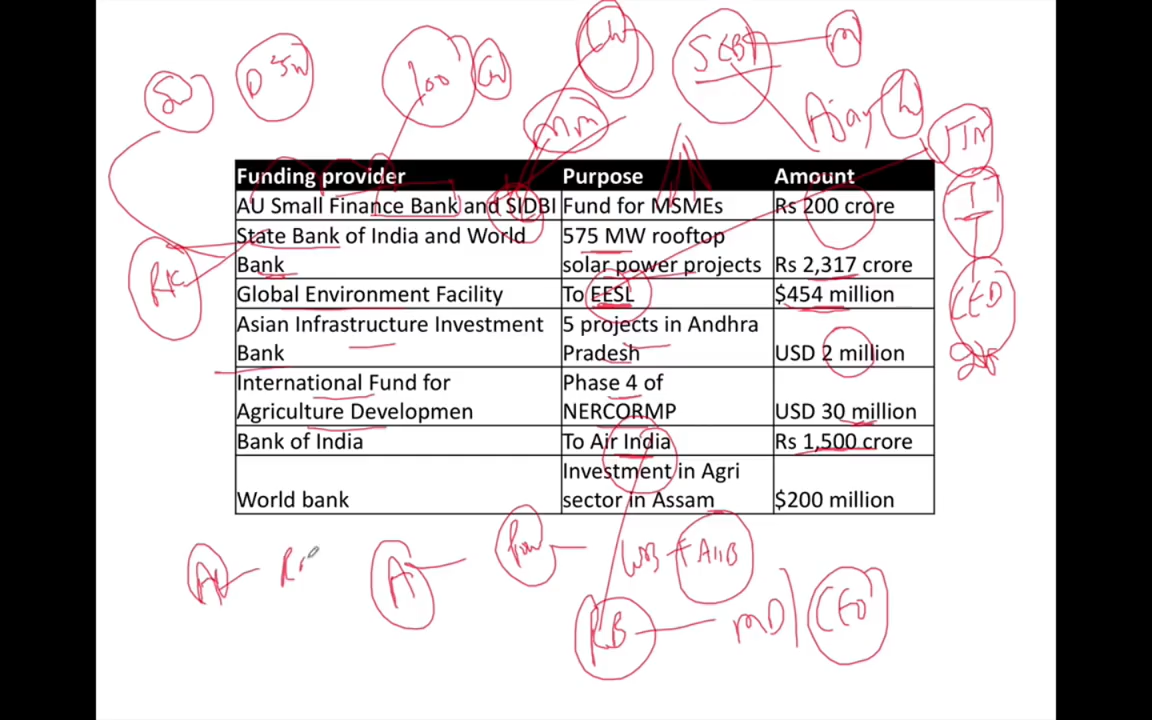 100
SEBI
Ajay
Funding provider Purpose Amount
AU Small Finance Bank and SIDBI Fund for MSMEs Rs 200 crore
State Bank of India and World
Bank 575 MW rooftop
solar power projects Rs 2,317 crore
Global Environment Facility To EESL $454 million
Asian Infrastructure Investment
Bank 5 projects in Andhra
Pradesh USD 2 million
International Fund for
Agriculture Developmen Phase 4 of
NERCORMP USD 30 million
Bank of India To Air India Rs 1,500 crore
World bank Investment in Agri
sector in Assam $200 million
CEO
WB + AIIB
MD CEO